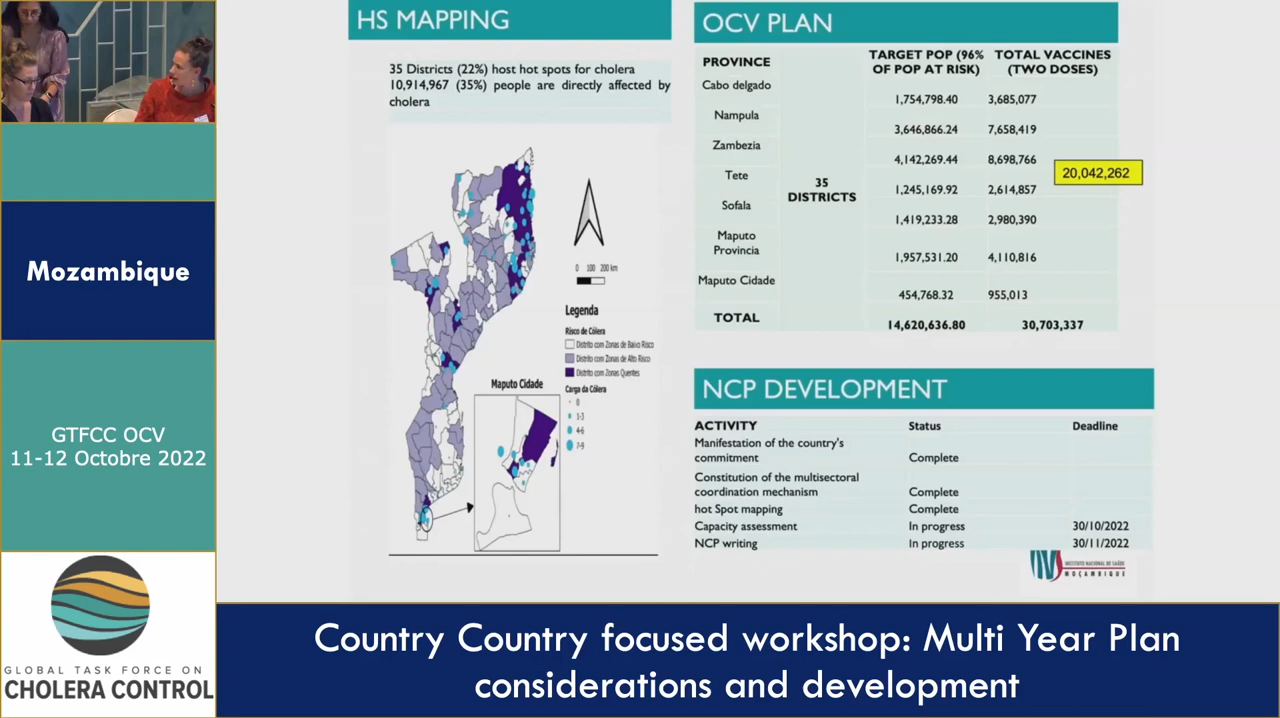 HS MAPPING
35 Districts (22%) host hot spots for cholera
10,914,967 (35%) people are directly affected by
cholera
0 100 200 km
Legenda
Risco de Cólera
Distrito com Zonas de Baixo Risco
Distrito com Zonas de Alto Risco
Distrito com Zonas Quentes
Carga da Cólera
0
1-3
4-6
7-9
Maputo Cidade
OCV PLAN
PROVINCE TARGET POP (96% OF POP AT RISK) TOTAL VACCINES (TWO DOSES)
Cabo delgado 1,754,798.40 3,685,077
Nampula 3,646,866.24 7,658,419
Zambezia 4,142,269.44 8,698,766
20,042,262
Tete 1,245,169.92 2,614,857
35
DISTRICTS
Sofala 1,419,233.28 2,980,390
Maputo
Provincia 1,957,531.20 4,110,816
Maputo Cidade 454,768.32 955,013
TOTAL 14,620,636.80 30,703,337
NCP DEVELOPMENT
ACTIVITY Status Deadline
Manifestation of the country's
commitment Complete
Constitution of the multisectoral
coordination mechanism Complete
hot Spot mapping Complete
Capacity assessment In progress 30/10/2022
NCP writing In progress 30/11/2022
INSTITUTO NACIONAL DE SAÚDE
MOÇAMBIQUE
Mozambique
GTFCC OCV
11-12 Octobre 2022
GLOBAL TASK FORCE ON
CHOLERA CONTROL
Country Country focused workshop: Multi Year Plan
considerations and development